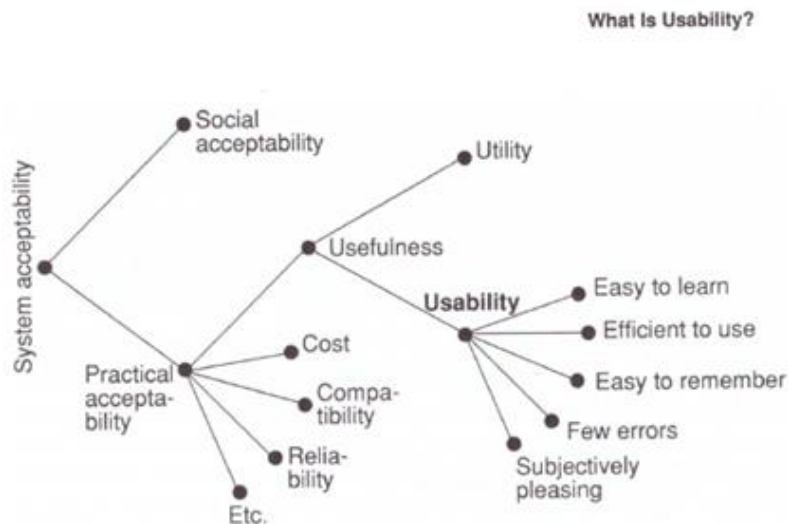 What Is Usability?
Social
acceptability
Utility
System acceptability
Usefulness
Usability
Easy to learn
Efficient to use
Cost
Practical
accepta-
bility
Easy to remember
Compa-
tibility
Few errors
Relia-
bility
Subjectively
pleasing
Etc.